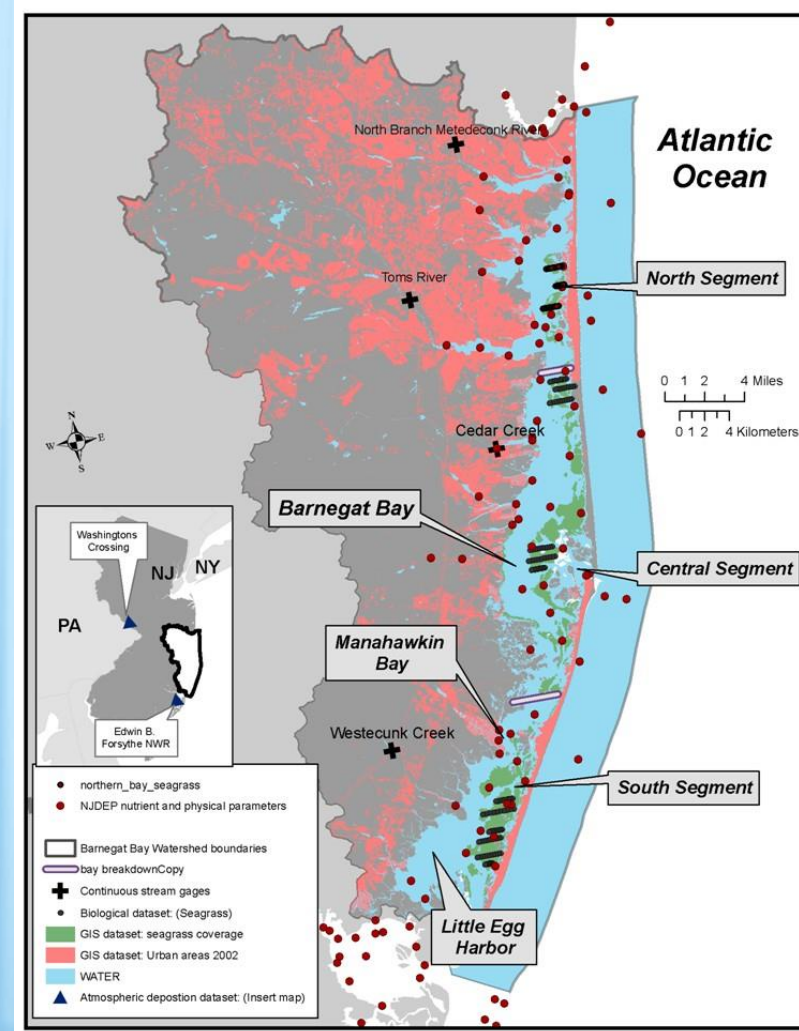 North Branch Metedeconk River
Atlantic
Ocean
Toms River
North Segment
0 1 2 4 Miles
0 1 2 4 Kilometers
N
W E
S
Cedar Creek
Barnegat Bay
Central Segment
Manahawkin
Bay
Westecunk Creek
South Segment
Little Egg
Harbor
Washingtons
Crossing
NJ
NY
PA
Edwin B.
Forsythe NWR
northern_bay_seagrass
NJDEP nutrient and physical parameters
Barnegat Bay Watershed boundaries
bay breakdownCopy
Continuous stream gages
Biological dataset: (Seagrass)
GIS dataset: seagrass coverage
GIS dataset: Urban areas 2002
WATER
Atmospheric depostion dataset: (Insert map)